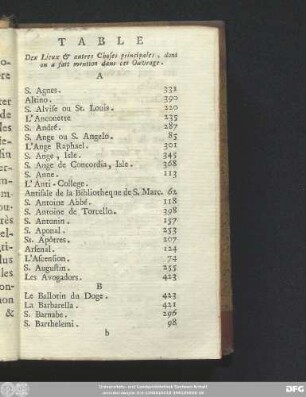 TABLE
Des Lieux & autres Choses principales, dont
on a fait mention dans cet Ouvrage.
A
S. Agnes. 332
Altino. 390
S. Alvise ou St. Louis. 220
L'Anconette 235
S. André. 287
S. Ange ou S. Angelo. 85
L'Ange Raphael. 301
S. Ange, Isle. 345
S. Ange de Concordia, Isle. 368
S. Anne. 113
L'Anti-College.
Antisale de la Bibliotheque de S. Marc. 62
S. Antoine Abbé. 118
S. Antoine de Torcello. 398
S. Antonin. 157
S. Aponal. 253
Sts. Apôtres. 207
Arsenal. 124
L'Ascension. 74
S. Augustin. 255
Les Avogadors. 423
B
Le Ballotin du Doge. 423
La Barbarella. 421
S. Barnabe. 296
S. Barthelemi. 98
b